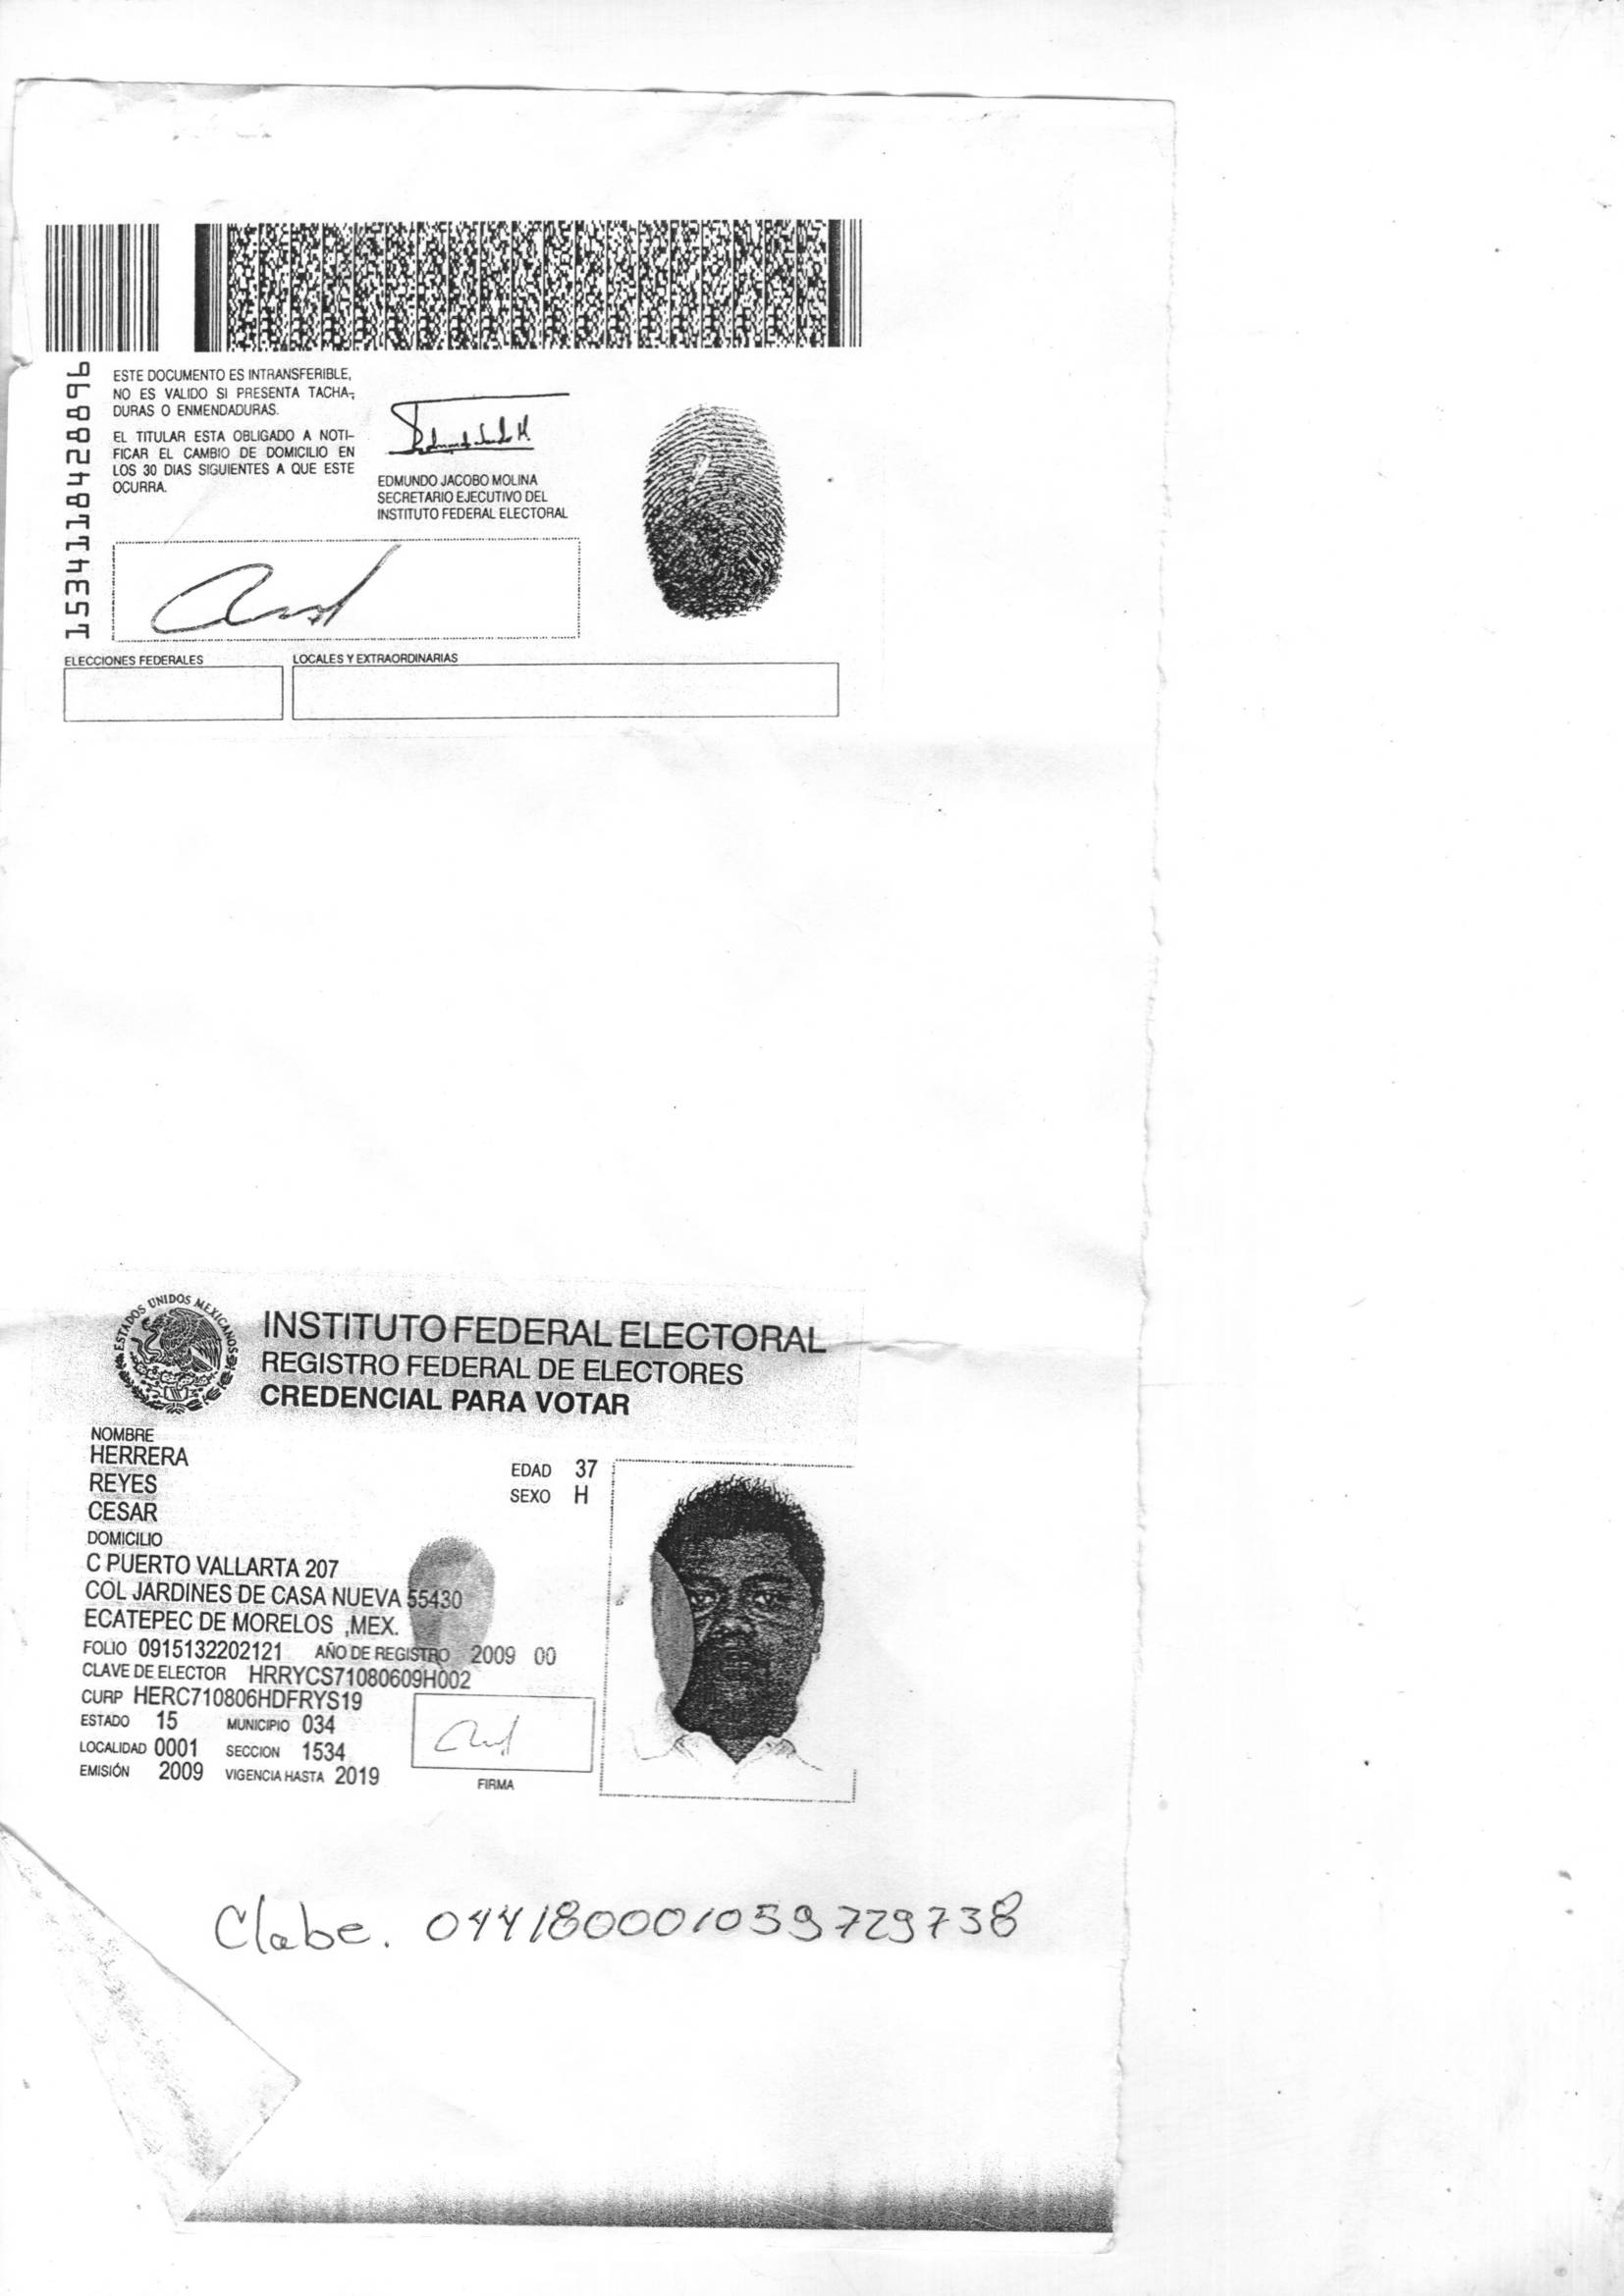 1534118428896
ESTE DOCUMENTO ES INTRANSFERIBLE,
NO ES VALIDO SI PRESENTA TACHA-
DURAS O ENMENDADURAS.
EL TITULAR ESTA OBLIGADO A NOTI-
FICAR EL CAMBIO DE DOMICILIO EN
LOS 30 DIAS SIGUIENTES A QUE ESTE
OCURRA.
EDMUNDO JACOBO MOLINA
SECRETARIO EJECUTIVO DEL
INSTITUTO FEDERAL ELECTORAL
ELECCIONES FEDERALES
LOCALES Y EXTRAORDINARIAS
ESTADOS UNIDOS MEXICANOS
INSTITUTO FEDERAL ELECTORAL
REGISTRO FEDERAL DE ELECTORES
CREDENCIAL PARA VOTAR
NOMBRE
HERRERA
REYES
CESAR
EDAD 37
SEXO H
DOMICILIO
C PUERTO VALLARTA 207
COL JARDINES DE CASA NUEVA 55430
ECATEPEC DE MORELOS ,MEX.
FOLIO 0915132202121 AÑO DE REGISTRO 2009 00
CLAVE DE ELECTOR HRRYCS71080609H002
CURP HERC710806HDFRYS19
ESTADO 15 MUNICIPIO 034
LOCALIDAD 0001 SECCION 1534
EMISIÓN 2009 VIGENCIA HASTA 2019
FIRMA
Clabe. 044180001059729738